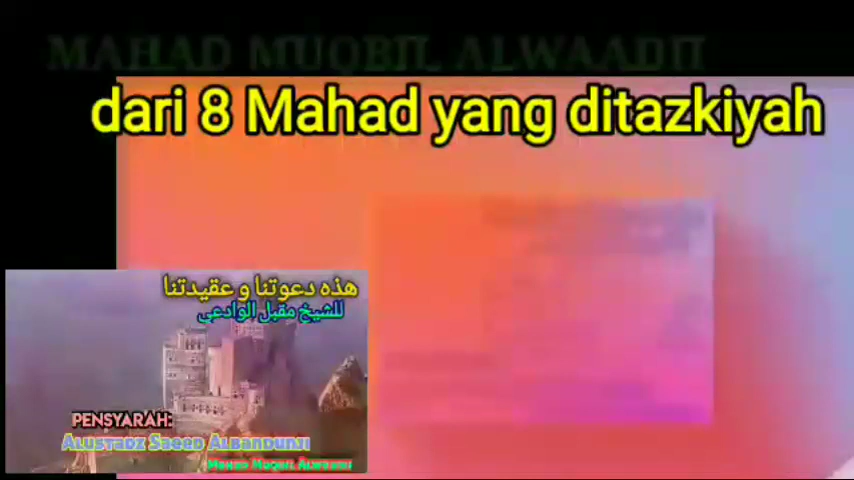 MAHAD MUQBIL ALWAADII
dari 8 Mahad yang ditazkiyah
هذه دعوتنا و عقيدتنا
للشيخ مقبل الوادعي
PENSYARAH:
Alustadz Saeed Albandunji
Mahad Muqbil Alwaadii